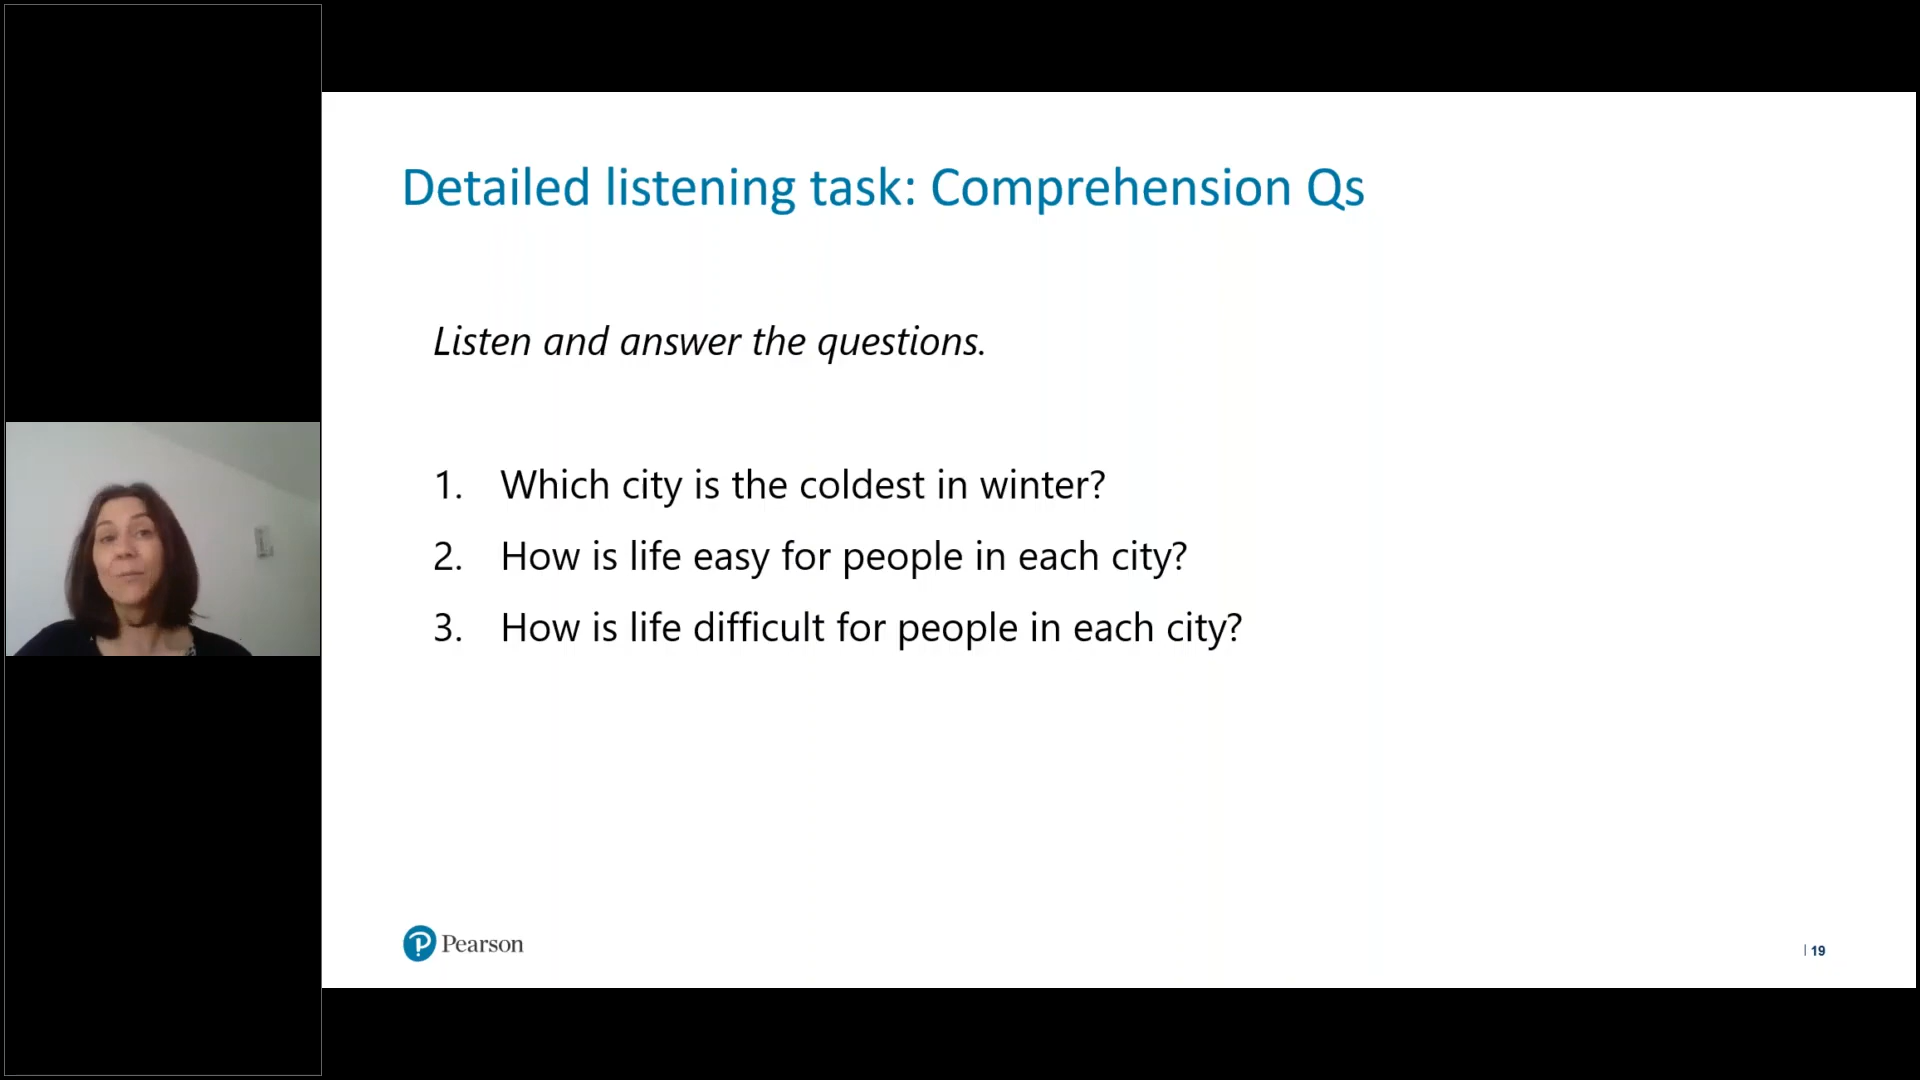 Detailed listening task: Comprehension Qs
Listen and answer the questions.
1. Which city is the coldest in winter?
2. How is life easy for people in each city?
3. How is life difficult for people in each city?
Pearson
| 19